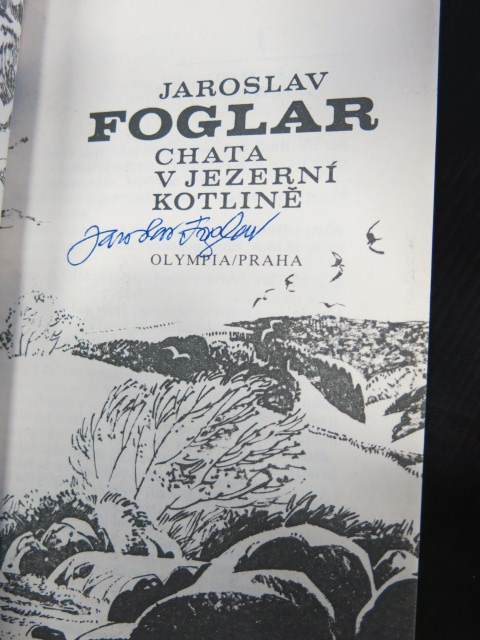 JAROSLAV
FOGLAR
CHATA
V JEZERNÍ
KOTLINĚ
Jaroslav Foglar
OLYMPIA/PRAHA